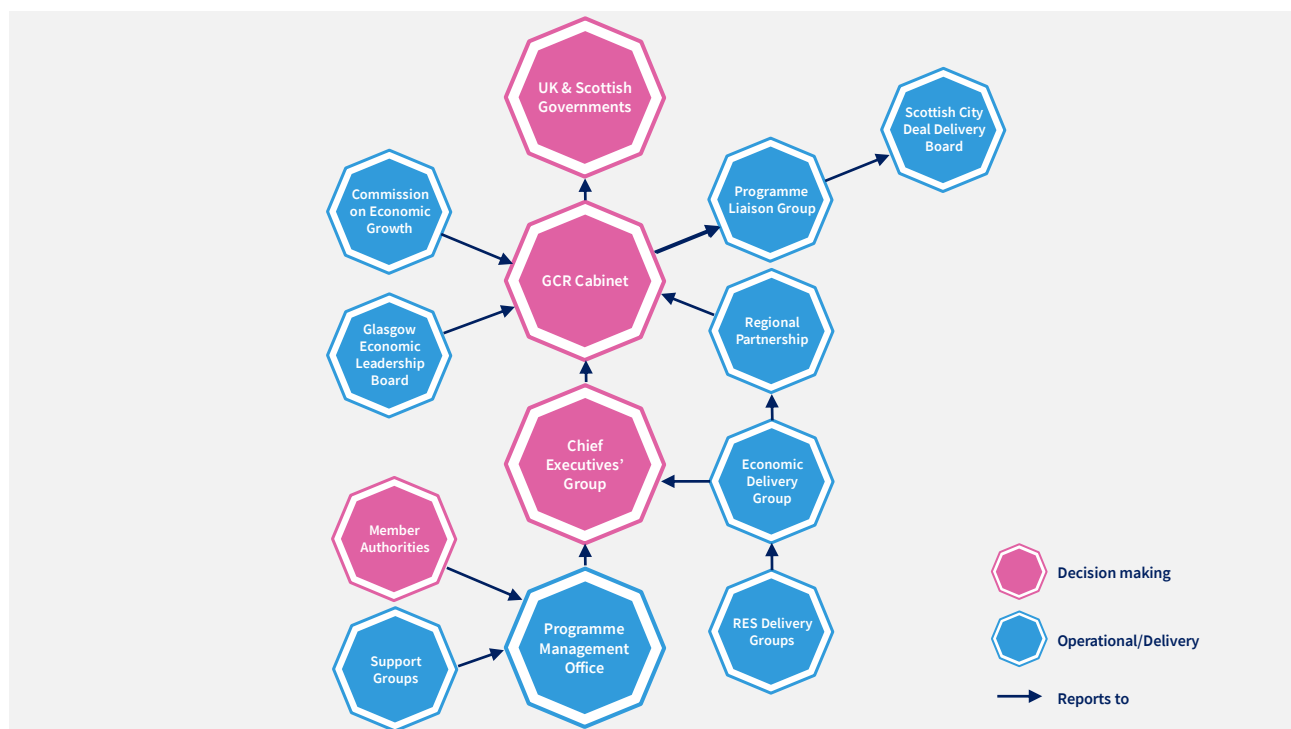 UK & Scottish
Governments
Scottish City
Deal Delivery
Board
Commission
on Economic
Growth
Programme
Liaison Group
GCR Cabinet
Glasgow
Economic
Leadership
Board
Regional
Partnership
Chief
Executives’
Group
Economic
Delivery
Group
Member
Authorities
Programme
Management
Office
RES Delivery
Groups
Support
Groups
Decision making
Operational/Delivery
Reports to